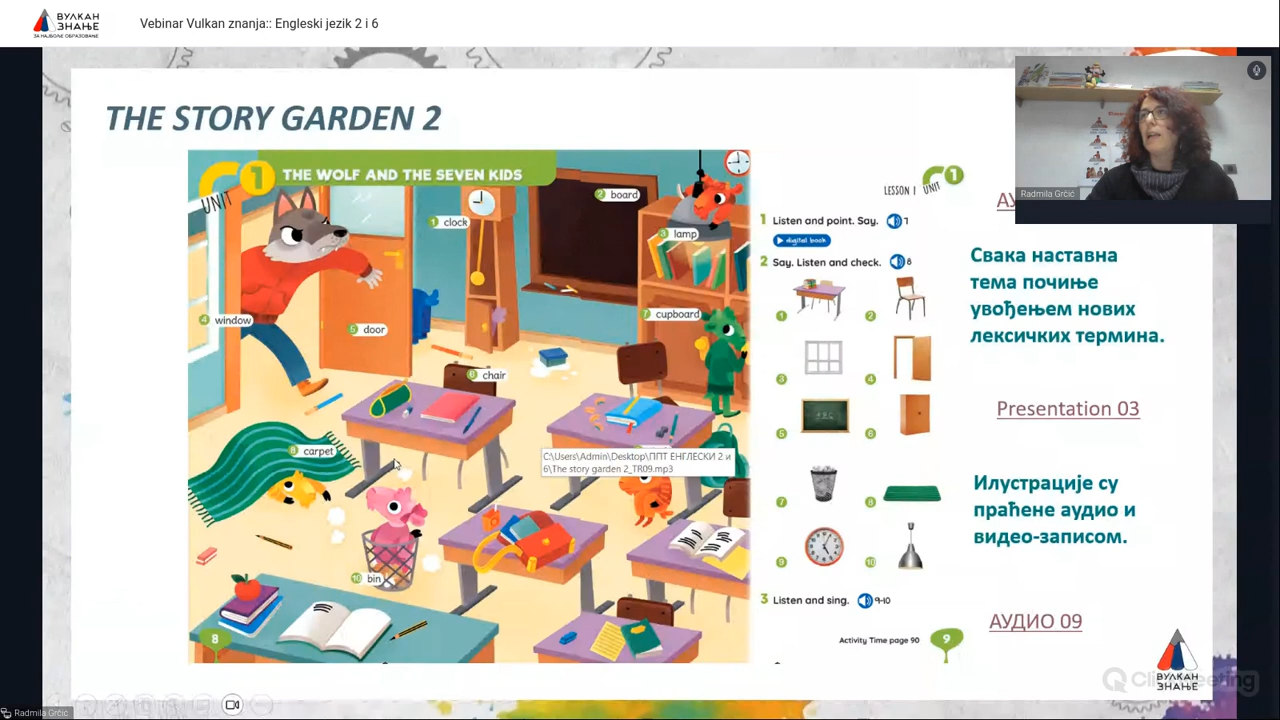 ВУЛКАН
ЗНАЊЕ
ЗА НАЈБОЉЕ ОБРАЗОВАЊЕ
Vebinar Vulkan znanja:: Engleski jezik 2 i 6
THE STORY GARDEN 2
UNIT 1
THE WOLF AND THE SEVEN KIDS
1 clock
2 board
3 lamp
4 window
5 door
6 chair
7 cupboard
8 carpet
10 bin
8
C:\Users\Admin\Desktop\ППТ ЕНГЛЕСКИ 2 и
6\The story garden 2_TR09.mp3
LESSON 1 UNIT 1
1 Listen and point. Say. 7
digital book
2 Say. Listen and check. 8
1
2
3
4
5
ABC
6
7
8
9
10
3 Listen and sing. 9-10
Activity Time page 90
9
Radmila Grčić
Свака наставна
тема почиње
увођењем нових
лексичких термина.
Presentation 03
Илустрације су
праћене аудио и
видео-записом.
АУДИО 09
ВУЛКАН
ЗНАЊЕ
Radmila Grčić